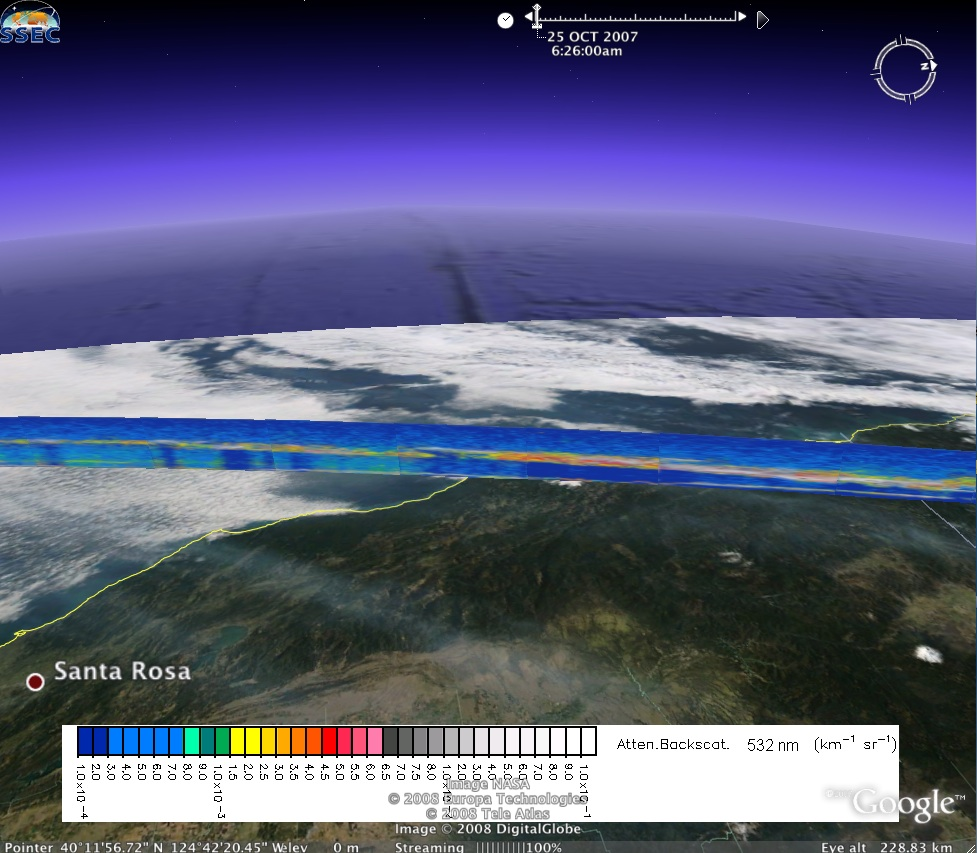 SSEC
25 OCT 2007
6:26:00am
N
Santa Rosa
Atten.Backscat. 532 nm (km⁻¹ sr⁻¹)
1.0x10⁻⁴
2.0
3.0
4.0
5.0
6.0
7.0
8.0
9.0
1.0x10⁻³
1.5
2.0
2.5
3.0
3.5
4.0
4.5
5.0
5.5
6.0
6.5
7.0
7.5
8.0
2.0
3.0
4.0
5.0
6.0
7.0
8.0
9.0
1.0x10⁻¹
Image NASA
© 2008 Europa Technologies
© 2008 Tele Atlas
Image © 2008 DigitalGlobe
Google™
Pointer 40°11'56.72" N 124°42'20.45" W elev 0 m Streaming ||||||||||100% Eye alt 228.83 km